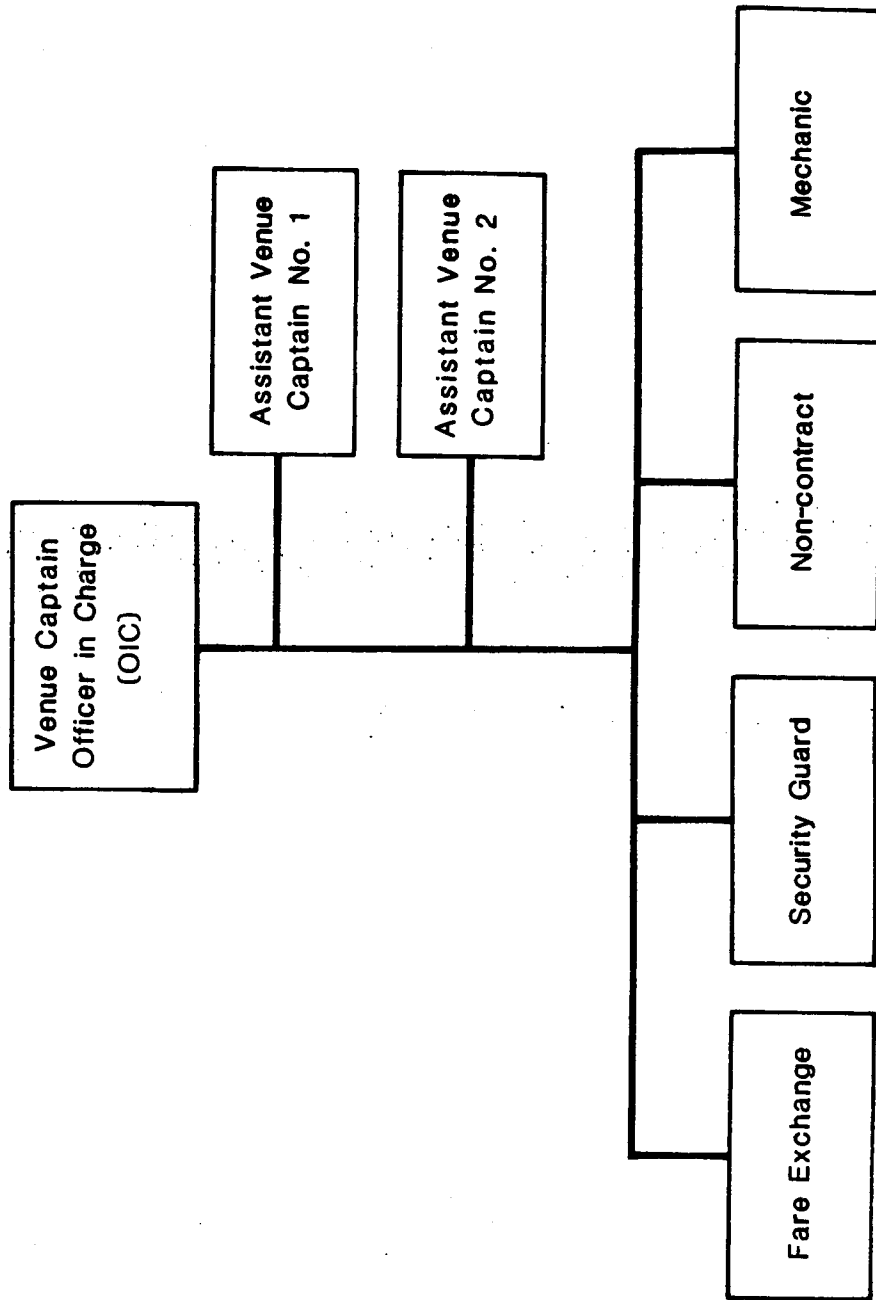 Venue Captain
Officer in Charge
(OIC)
Assistant Venue
Captain No. 1
Assistant Venue
Captain No. 2
Fare Exchange
Security Guard
Non-contract
Mechanic